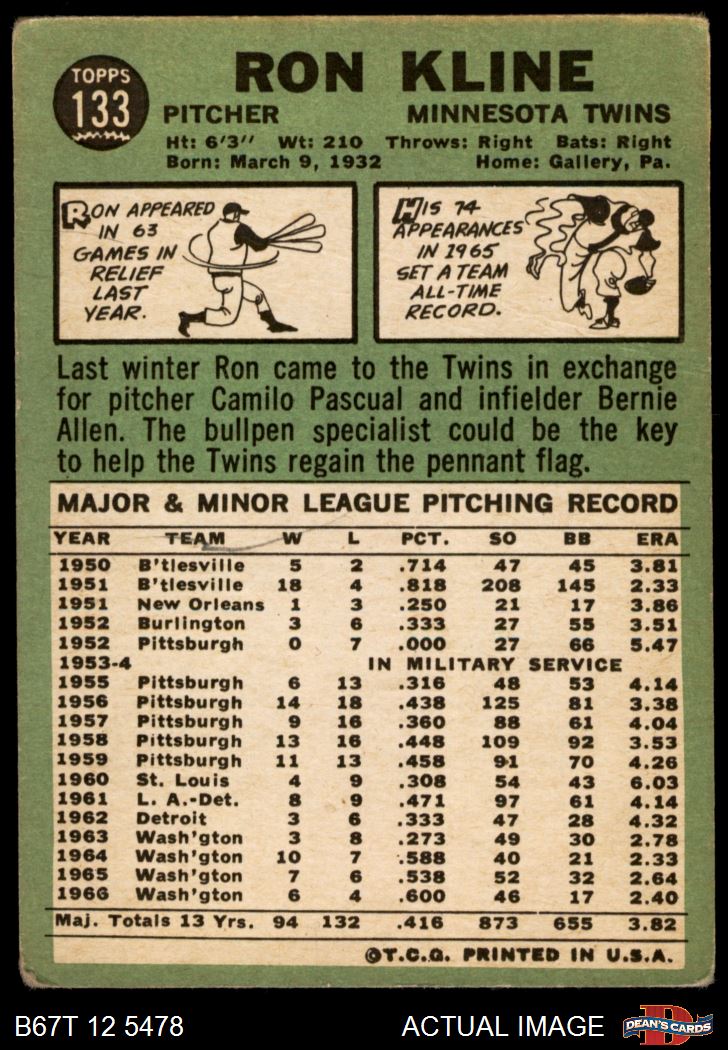 TOPPS
133
RON KLINE
PITCHER MINNESOTA TWINS
Ht: 6'3" Wt: 210 Throws: Right Bats: Right
Born: March 9, 1932 Home: Gallery, Pa.
RON APPEARED
IN 63
GAMES IN
RELIEF
LAST
YEAR.
HIS 74
APPEARANCES
IN 1965
SET A TEAM
ALL-TIME
RECORD.
Last winter Ron came to the Twins in exchange
for pitcher Camilo Pascual and infielder Bernie
Allen. The bullpen specialist could be the key
to help the Twins regain the pennant flag.
MAJOR & MINOR LEAGUE PITCHING RECORD
YEAR TEAM W L PCT. SO BB ERA
1950 B'tlesville 5 2 .714 47 45 3.81
1951 B'tlesville 18 4 .818 208 145 2.33
1951 New Orleans 1 3 .250 21 17 3.86
1952 Burlington 3 6 .333 27 55 3.51
1952 Pittsburgh 0 7 .000 27 66 5.47
1953-4 IN MILITARY SERVICE
1955 Pittsburgh 6 13 .316 48 53 4.14
1956 Pittsburgh 14 18 .438 125 81 3.38
1957 Pittsburgh 9 16 .360 88 61 4.04
1958 Pittsburgh 13 16 .448 109 92 3.53
1959 Pittsburgh 11 13 .458 91 70 4.26
1960 St. Louis 4 9 .308 54 43 6.03
1961 L. A.-Det. 8 9 .471 97 61 4.14
1962 Detroit 3 6 .333 47 28 4.32
1963 Wash'gton 3 8 .273 49 30 2.78
1964 Wash'gton 10 7 .588 40 21 2.33
1965 Wash'gton 7 6 .538 52 32 2.64
1966 Wash'gton 6 4 .600 46 17 2.40
Maj. Totals 13 Yrs. 94 132 .416 873 655 3.82
©T.C.G. PRINTED IN U.S.A.
B67T 12 5478 ACTUAL IMAGE
D
DEAN'S CARDS